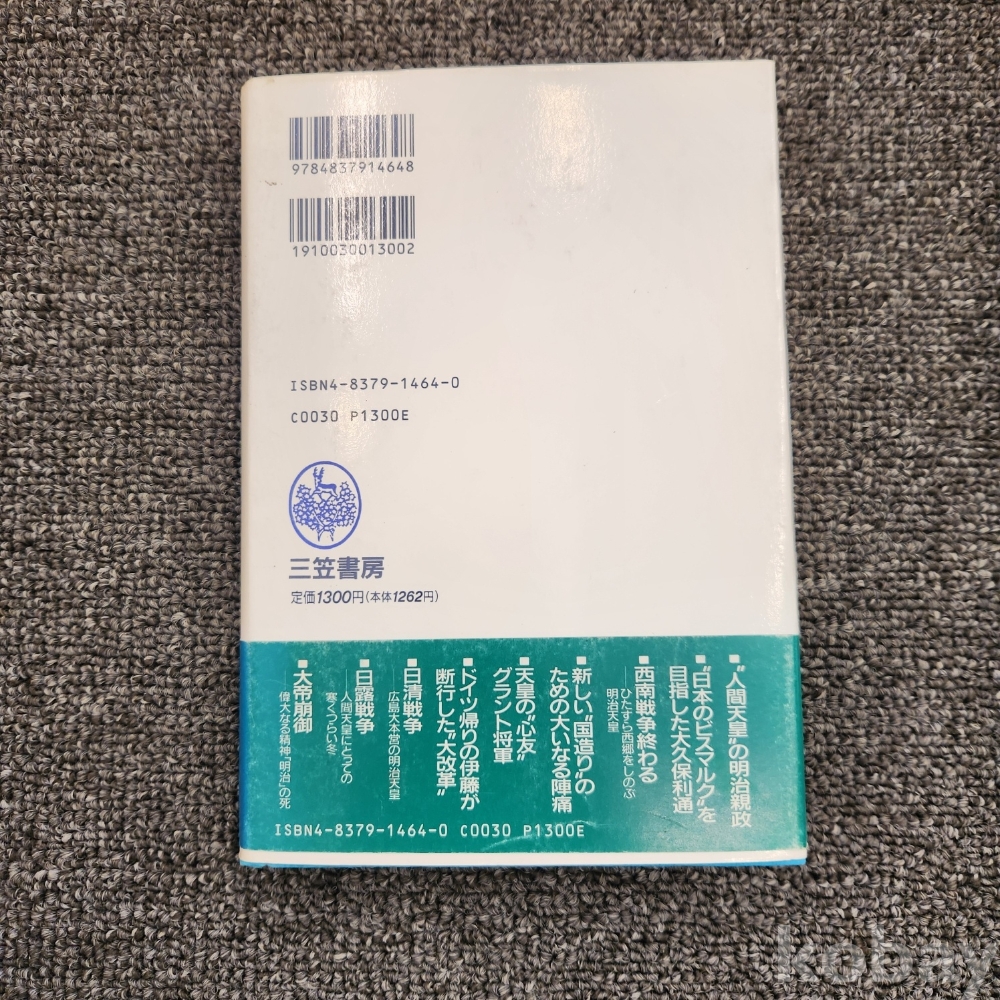 9784837914648
1910030013002
ISBN4-8379-1464-0
C0030 P1300E
三笠書房
定価1300円(本体1262円)
■“人間天皇”の明治親政
■“日本のビスマルク”を
目指した大久保利通
■西南戦争終わる
―ひたすら西郷をしのぶ
明治天皇
■新しい“国造り”の
ための大いなる陣痛
■天皇の“心友”
グラント将軍
■ドイツ帰りの伊藤が
断行した“大改革”
■日清戦争
―広島大本営の明治天皇
■日露戦争
―人間天皇にとっての
寒くつらい冬
■大帝崩御
―偉大なる精神「明治」の死
ISBN4-8379-1464-0 C0030 P1300E
kobay